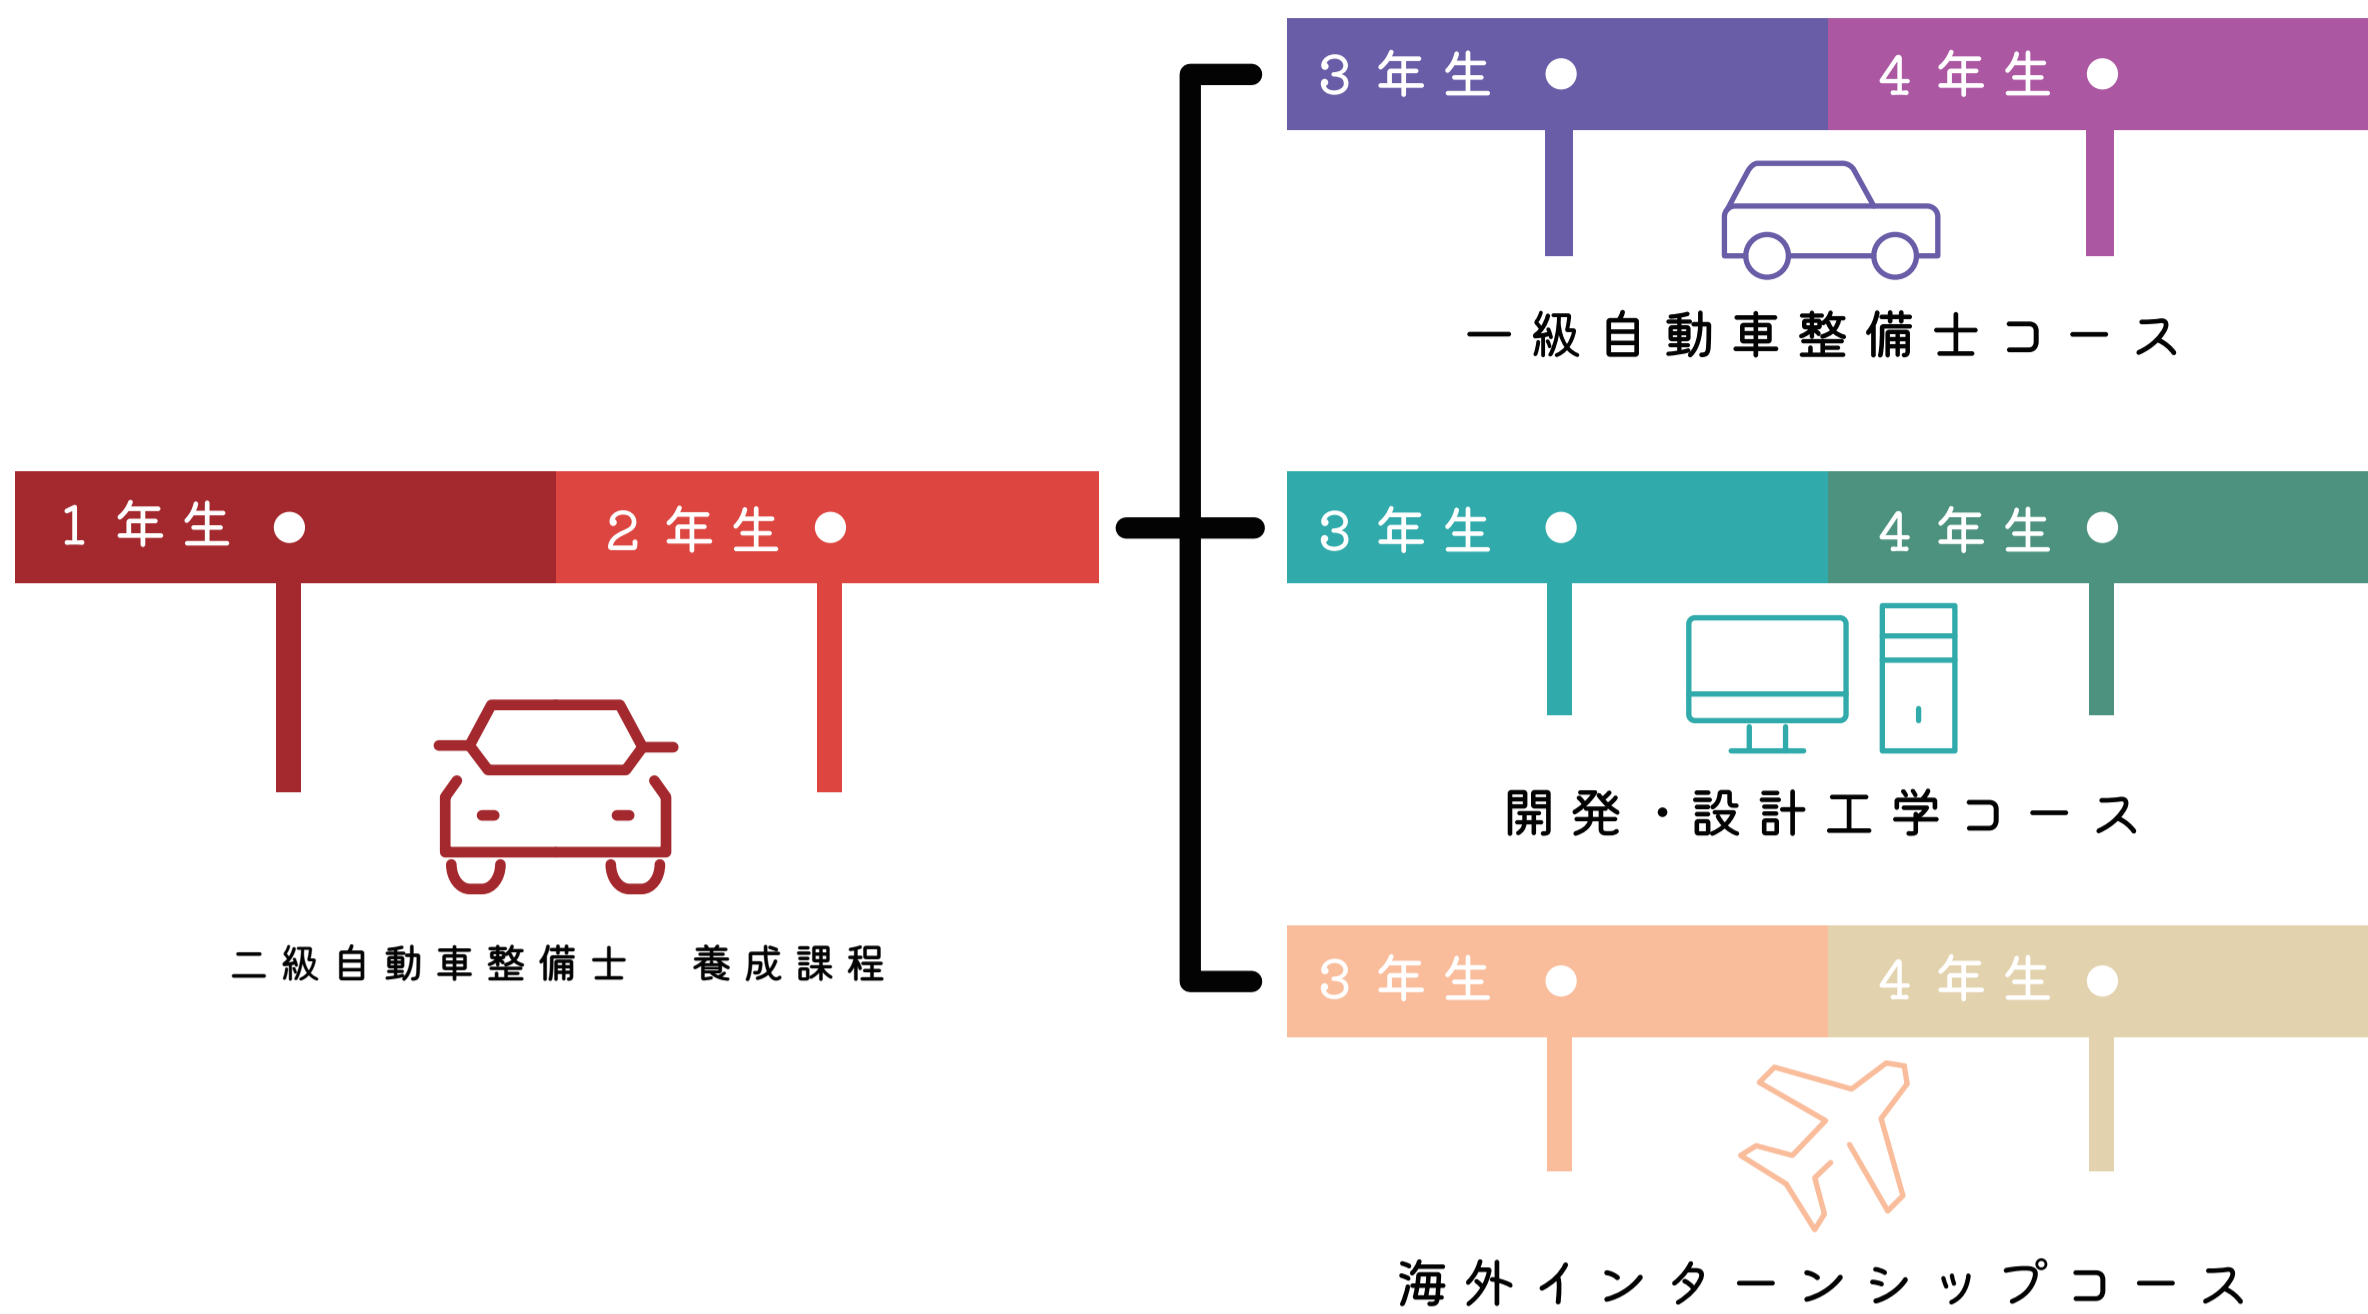 1年生
2年生
二級自動車整備士　養成課程
3年生
4年生
一級自動車整備士コース
3年生
4年生
開発・設計工学コース
3年生
4年生
海外インターンシップコース